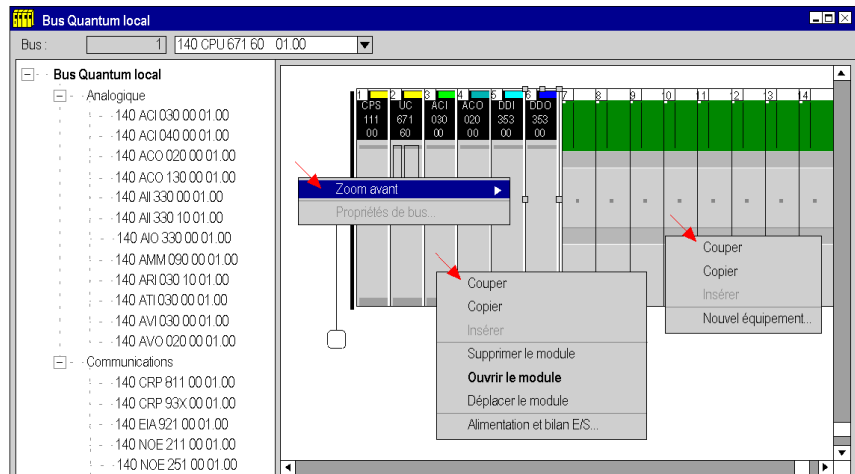 Bus Quantum local
Bus : 1 140 CPU 671 60 01.00
Bus Quantum local
Analogique
140 ACI 030 00 01.00
140 ACI 040 00 01.00
140 ACO 020 00 01.00
140 ACO 130 00 01.00
140 AII 330 00 01.00
140 AII 330 10 01.00
140 AIO 330 00 01.00
140 AMM 090 00 01.00
140 ARI 030 10 01.00
140 ATI 030 00 01.00
140 AVI 030 00 01.00
140 AVO 020 00 01.00
Communications
140 CRP 811 00 01.00
140 CRP 93X 00 01.00
140 EIA 921 00 01.00
140 NOE 211 00 01.00
140 NOE 251 00 01.00
1 2 3 4 5 6 7 8 9 10 11 12 13 14
CPS UC ACI ACO DDI DDO
111 671 030 020 353 353
00 60 00 00 00 00
Zoom avant
Propriétés de bus...
Couper
Copier
Insérer
Supprimer le module
Ouvrir le module
Déplacer le module
Alimentation et bilan E/S...
Couper
Copier
Insérer
Nouvel équipement...